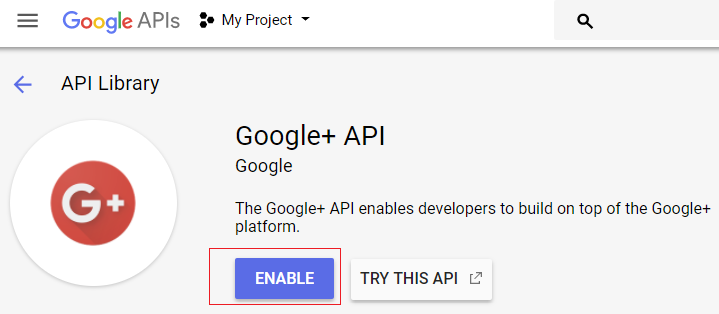 Google APIs My Project
API Library
G+
Google+ API
Google
The Google+ API enables developers to build on top of the Google+
platform.
ENABLE TRY THIS API